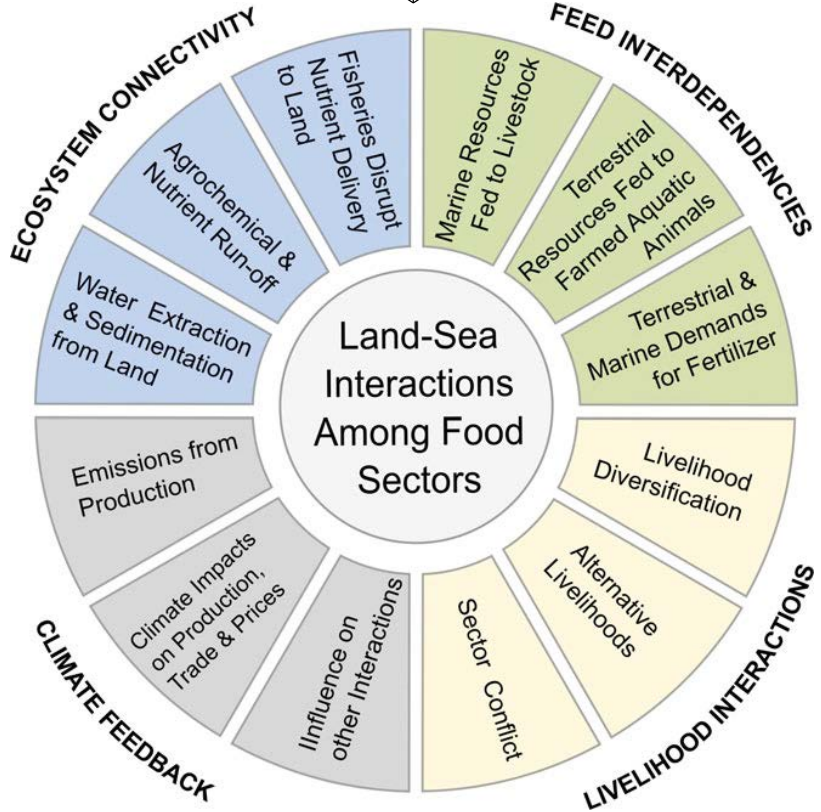 ECOSYSTEM CONNECTIVITY
Fisheries Disrupt
Nutrient Delivery
to Land
Agrochemical &
Nutrient Run-off
Water Extraction
& Sedimentation
from Land
FEED INTERDEPENDENCIES
Marine Resources
Fed to Livestock
Terrestrial
Resources Fed to
Farmed Aquatic
Animals
Terrestrial &
Marine Demands
for Fertilizer
Land-Sea
Interactions
Among Food
Sectors
Emissions from
Production
Climate Impacts
on Production,
Trade & Prices
IInfluence on
other Interactions
CLIMATE FEEDBACK
Livelihood
Diversification
Alternative
Livelihoods
Sector Conflict
LIVELIHOOD INTERACTIONS